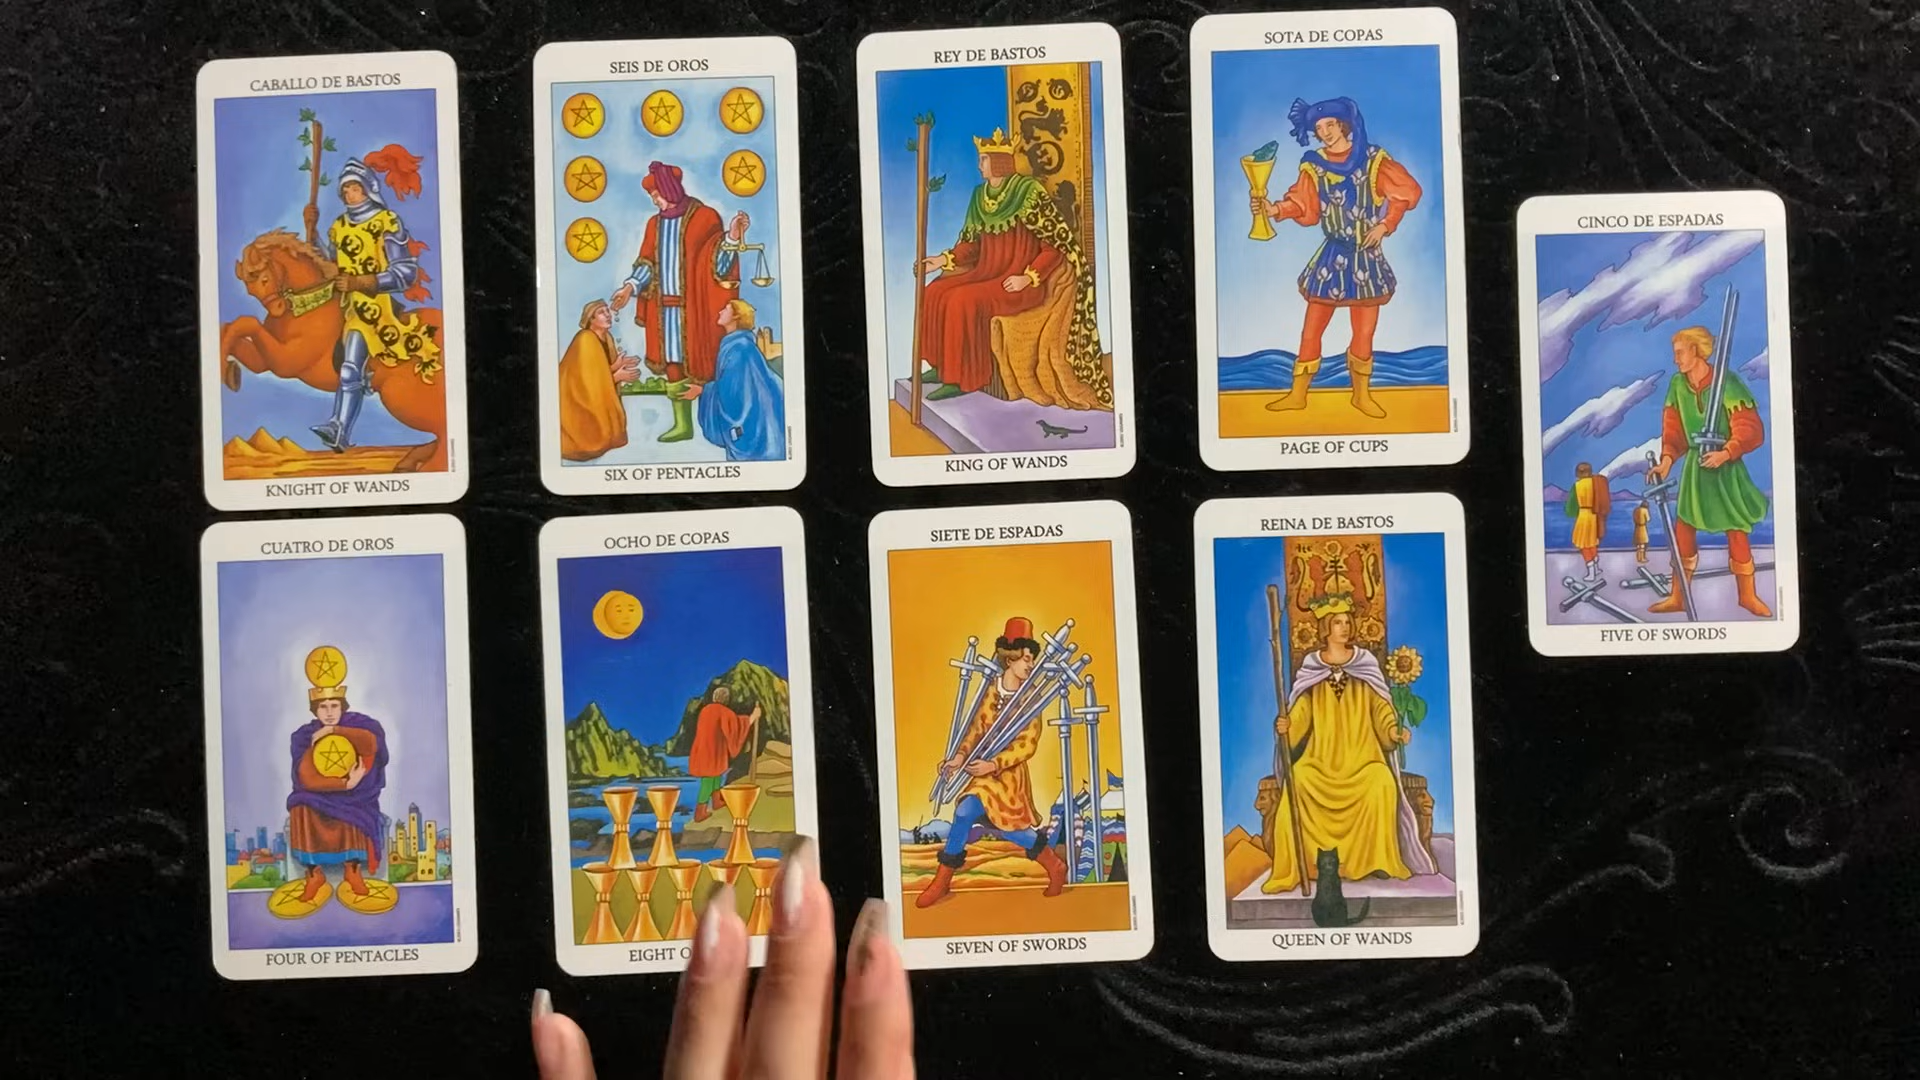 CABALLO DE BASTOS
KNIGHT OF WANDS
SEIS DE OROS
SIX OF PENTACLES
REY DE BASTOS
KING OF WANDS
SOTA DE COPAS
PAGE OF CUPS
CINCO DE ESPADAS
FIVE OF SWORDS
CUATRO DE OROS
FOUR OF PENTACLES
OCHO DE COPAS
EIGHT O
SIETE DE ESPADAS
SEVEN OF SWORDS
REINA DE BASTOS
QUEEN OF WANDS